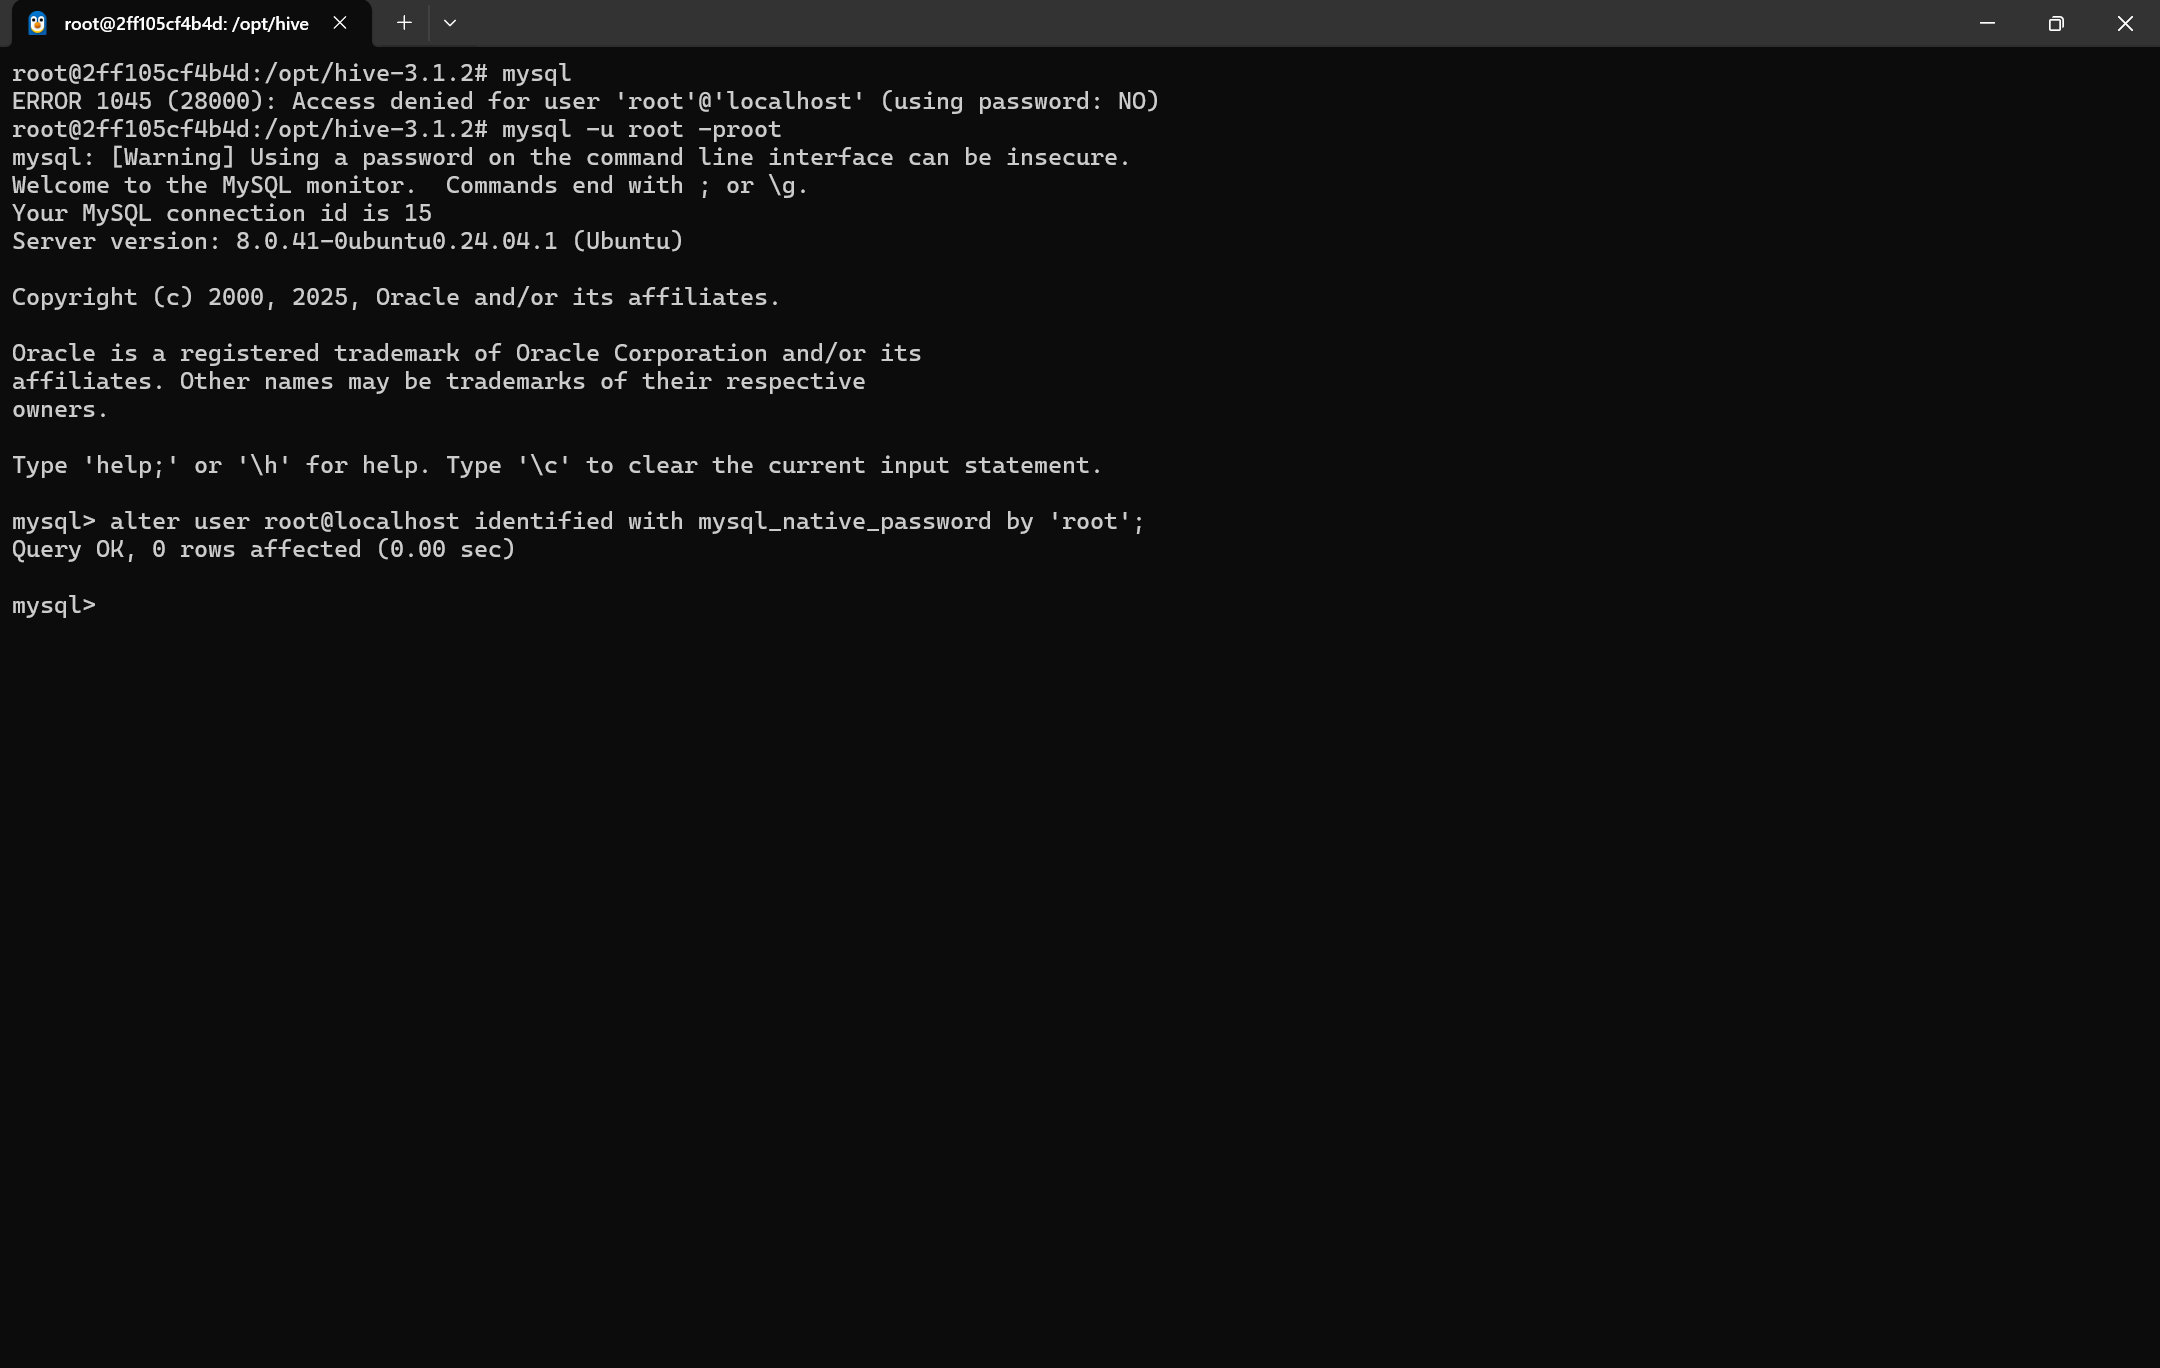 root@2ff105cf4b4d: /opt/hive
root@2ff105cf4b4d:/opt/hive-3.1.2# mysql
ERROR 1045 (28000): Access denied for user 'root'@'localhost' (using password: NO)
root@2ff105cf4b4d:/opt/hive-3.1.2# mysql -u root -proot
mysql: [Warning] Using a password on the command line interface can be insecure.
Welcome to the MySQL monitor.  Commands end with ; or \g.
Your MySQL connection id is 15
Server version: 8.0.41-0ubuntu0.24.04.1 (Ubuntu)
Copyright (c) 2000, 2025, Oracle and/or its affiliates.
Oracle is a registered trademark of Oracle Corporation and/or its
affiliates. Other names may be trademarks of their respective
owners.
Type 'help;' or '\h' for help. Type '\c' to clear the current input statement.
mysql> alter user root@localhost identified with mysql_native_password by 'root';
Query OK, 0 rows affected (0.00 sec)
mysql>